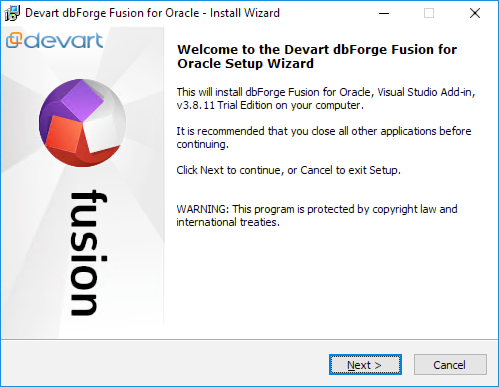 Devart dbForge Fusion for Oracle - Install Wizard
devart
Welcome to the Devart dbForge Fusion for
Oracle Setup Wizard
This will install dbForge Fusion for Oracle, Visual Studio Add-in,
v3.8.11 Trial Edition on your computer.
It is recommended that you close all other applications before
continuing.
Click Next to continue, or Cancel to exit Setup.
WARNING: This program is protected by copyright law and
international treaties.
fusion
Next >
Cancel